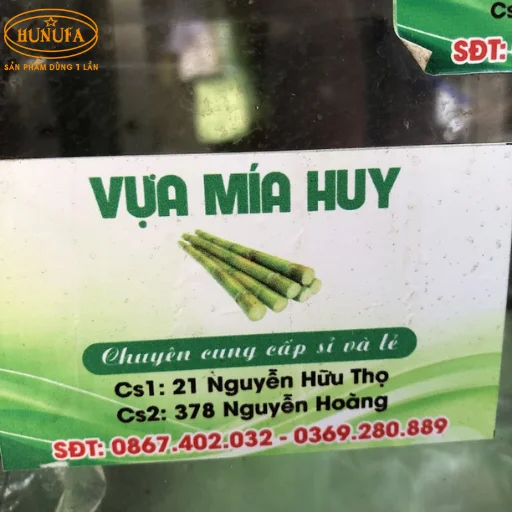 HUNUFA
SẢN PHẨM DÙNG 1 LẦN
Cs
SĐT:
VỰA MÍA HUY
Chuyên cung cấp sỉ và lẻ
Cs1: 21 Nguyễn Hữu Thọ
Cs2: 378 Nguyễn Hoàng
SĐT: 0867.402.032 - 0369.280.889